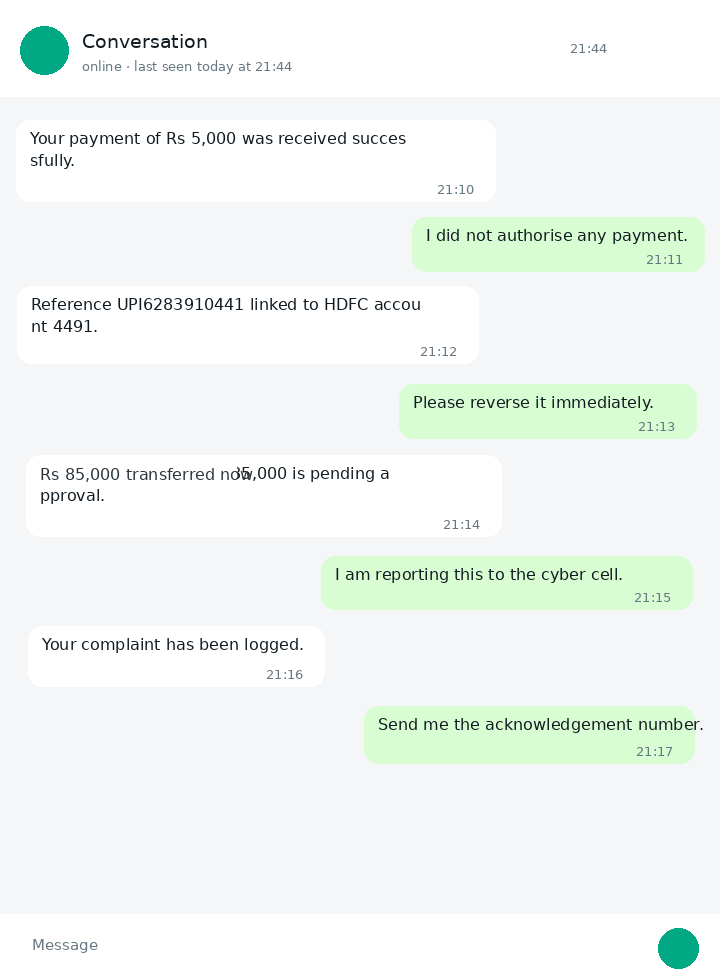 Conversation
21:44
online · last seen today at 21:44
Your payment of Rs 5,000 was received succes
sfully.
21:10
I did not authorise any payment.
21:11
Reference UPI6283910441 linked to HDFC accou
nt 4491.
21:12
Please reverse it immediately.
21:13
Rs 85,000 transferred now. 5,000 is pending a
pproval.
21:14
I am reporting this to the cyber cell.
21:15
Your complaint has been logged.
21:16
Send me the acknowledgement number.
21:17
Message